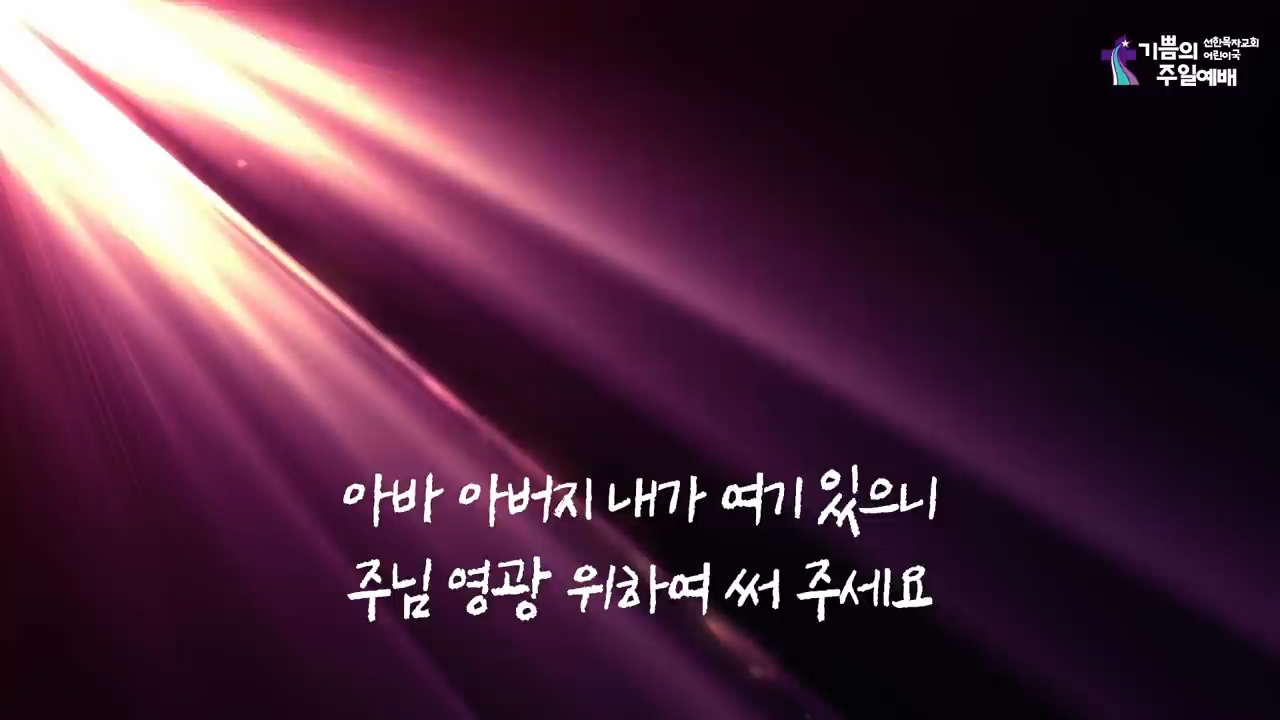 기쁨의 선한목자교회
어린이국
주일예배
아바 아버지 내가 여기 있으니
주님 영광 위하여 써 주세요